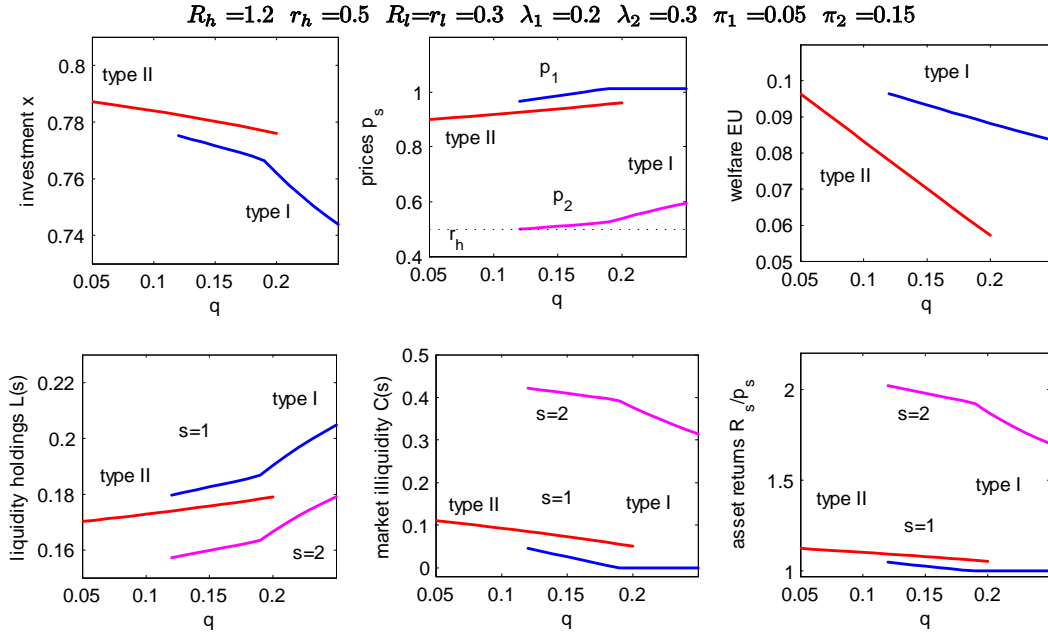 R_h =1.2 r_h =0.5 R_l=r_l =0.3 λ_1 =0.2 λ_2 =0.3 π_1 =0.05 π_2 =0.15
investment x
0.8
0.78
0.76
0.74
type II
type I
0.05 0.1 0.15 0.2
q
prices p_s
1
0.8
0.6
0.4
p_1
type II
type I
p_2
r_h
0.05 0.1 0.15 0.2
q
welfare EU
0.1
0.09
0.08
0.07
0.06
0.05
type I
type II
0.05 0.1 0.15 0.2
q
liquidity holdings L(s)
0.22
0.2
0.18
0.16
type I
s=1
type II
s=2
0.05 0.1 0.15 0.2
q
market illiquidity C(s)
0.5
0.4
0.3
0.2
0.1
0
s=2
type II
s=1
type I
0.05 0.1 0.15 0.2
q
asset returns R_s/p_s
2
1.5
1
s=2
type II
type I
s=1
0.05 0.1 0.15 0.2
q